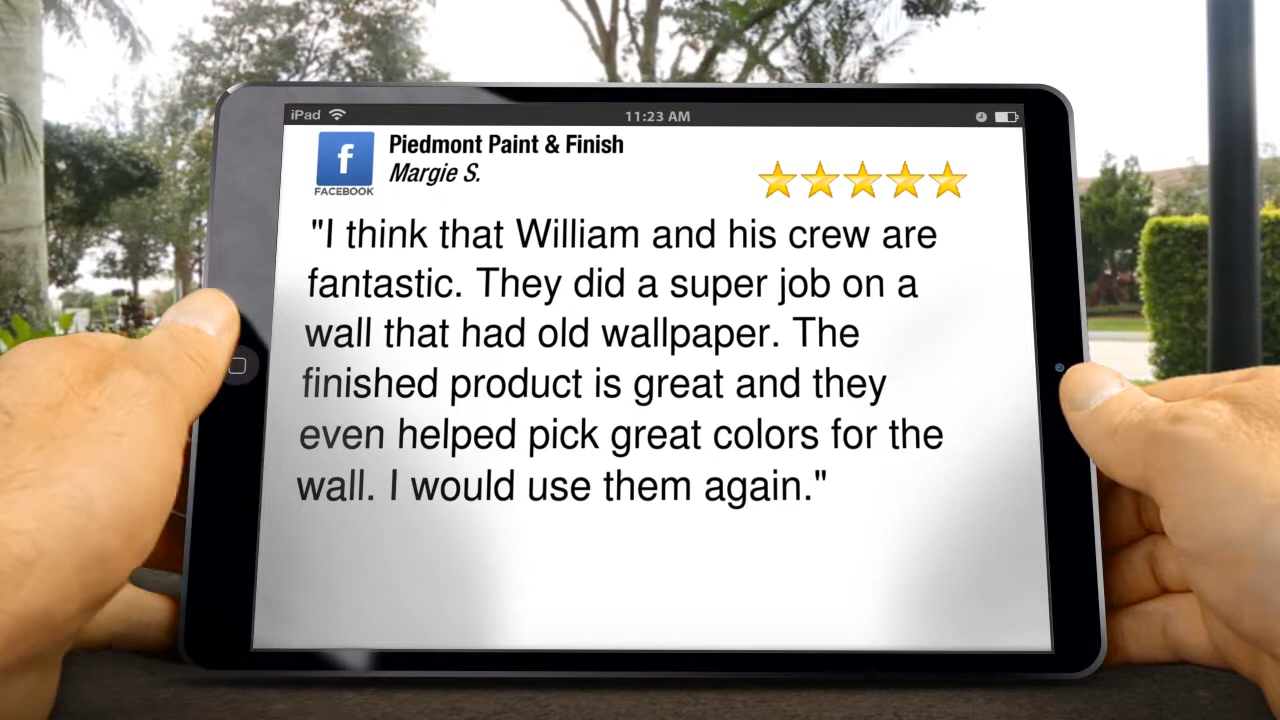 iPad 11:23 AM
f
FACEBOOK
Piedmont Paint & Finish
Margie S.
"I think that William and his crew are
fantastic. They did a super job on a
wall that had old wallpaper. The
finished product is great and they
even helped pick great colors for the
wall. I would use them again."